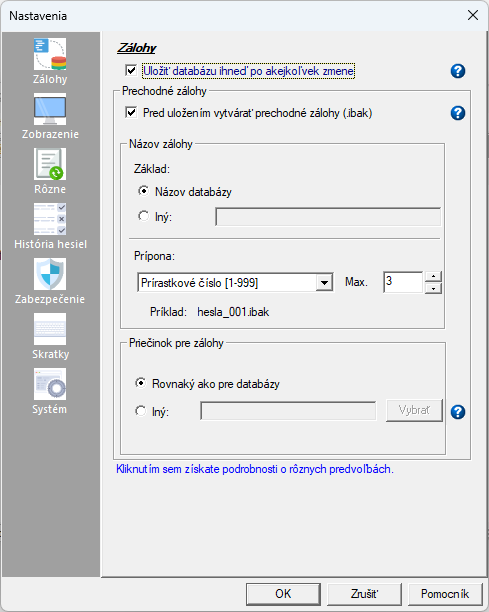 Nastavenia
Zálohy
Zobrazenie
Rôzne
História hesiel
Zabezpečenie
Skratky
Systém
Zálohy
Uložiť databázu ihneď po akejkoľvek zmene
Prechodné zálohy
Pred uložením vytvárať prechodné zálohy (.ibak)
Názov zálohy
Základ:
Názov databázy
Iný:
Prípona:
Prírastkové číslo [1-999]
Max.
3
Príklad: hesla_001.ibak
Priečinok pre zálohy
Rovnaký ako pre databázy
Iný:
Vybrať
Kliknutím sem získate podrobnosti o rôznych predvoľbách.
OK
Zrušiť
Pomocník